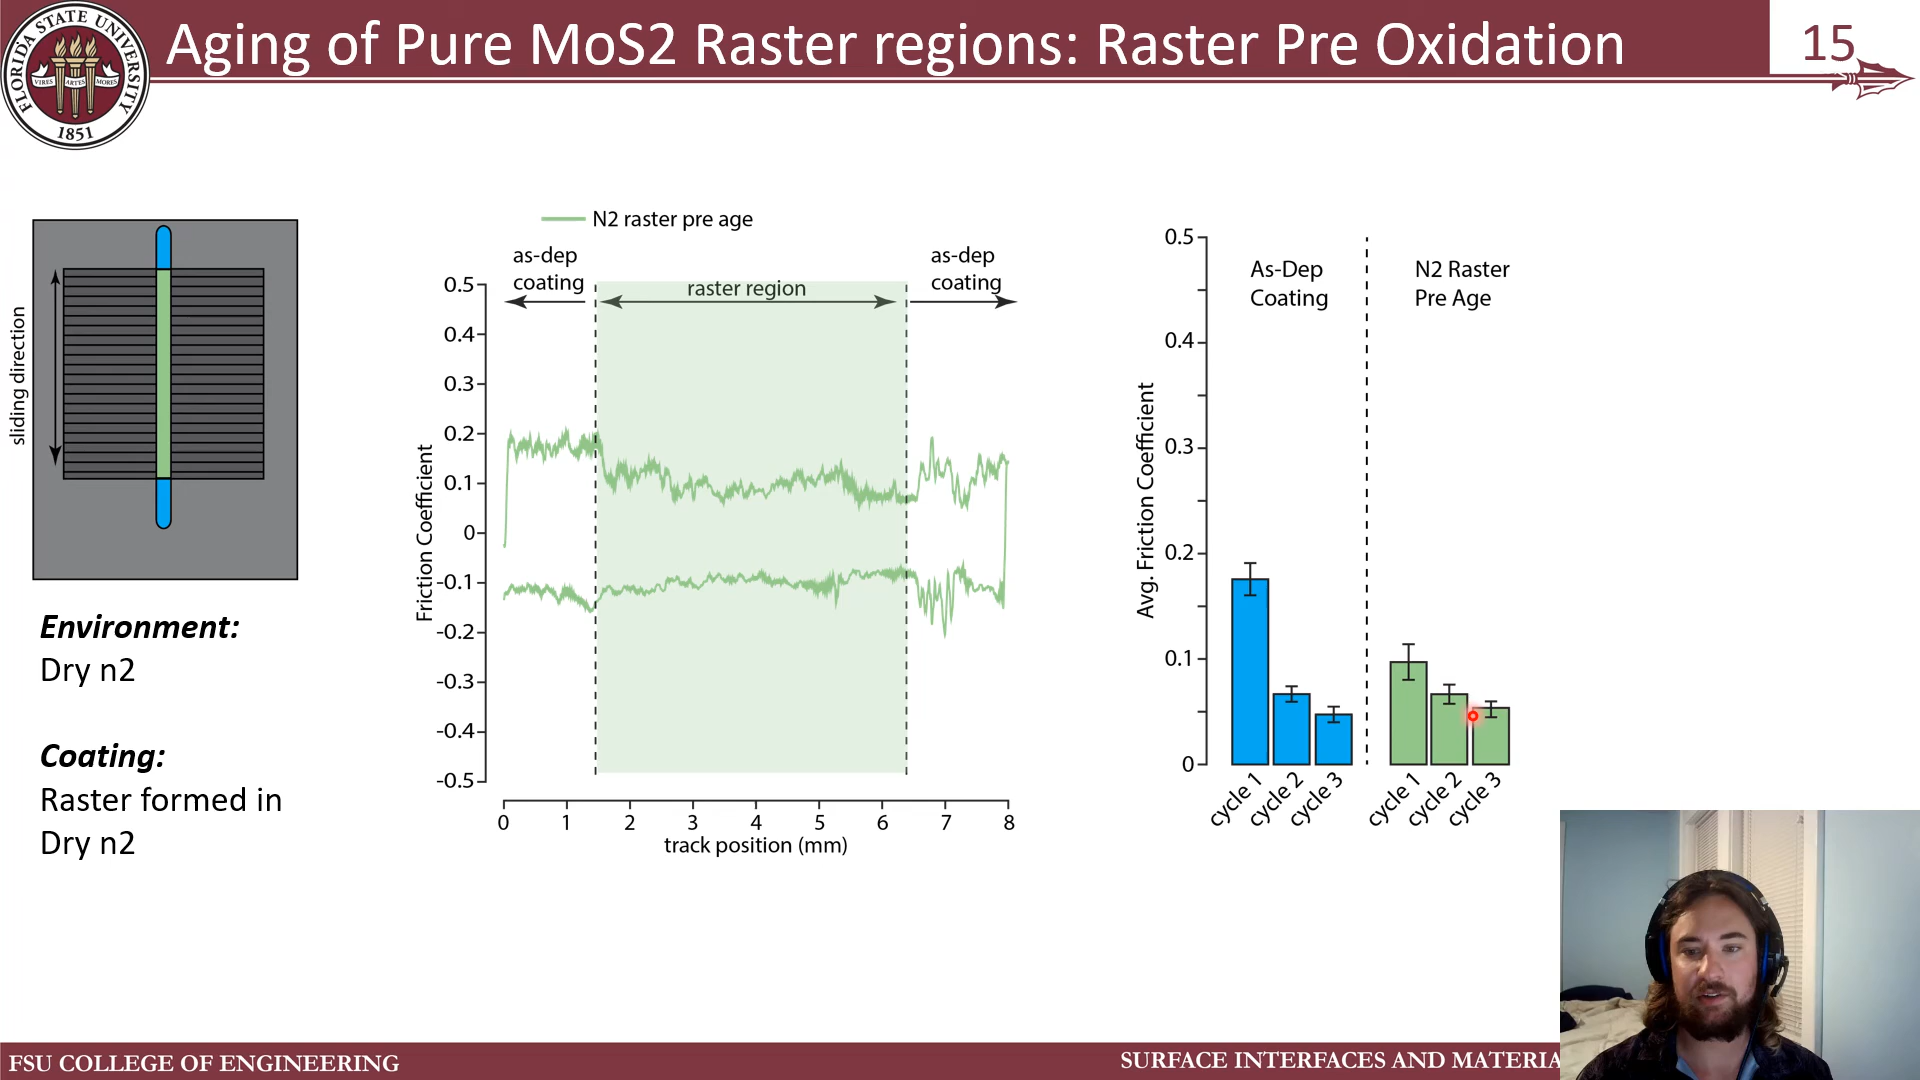 Aging of Pure MoS2 Raster regions: Raster Pre Oxidation
15
FLORIDA STATE UNIVERSITY
VIRES ARTES MORES
1851
sliding direction
Environment:
Dry n2
Coating:
Raster formed in
Dry n2
N2 raster pre age
as-dep
coating
raster region
as-dep
coating
Friction Coefficient
0.5
0.4
0.3
0.2
0.1
0
-0.1
-0.2
-0.3
-0.4
-0.5
0 1 2 3 4 5 6 7 8
track position (mm)
Avg. Friction Coefficient
0.5
0.4
0.3
0.2
0.1
0
As-Dep
Coating
N2 Raster
Pre Age
cycle 1 cycle 2 cycle 3 cycle 1 cycle 2 cycle 3
FSU COLLEGE OF ENGINEERING
SURFACE INTERFACES AND MATERIA